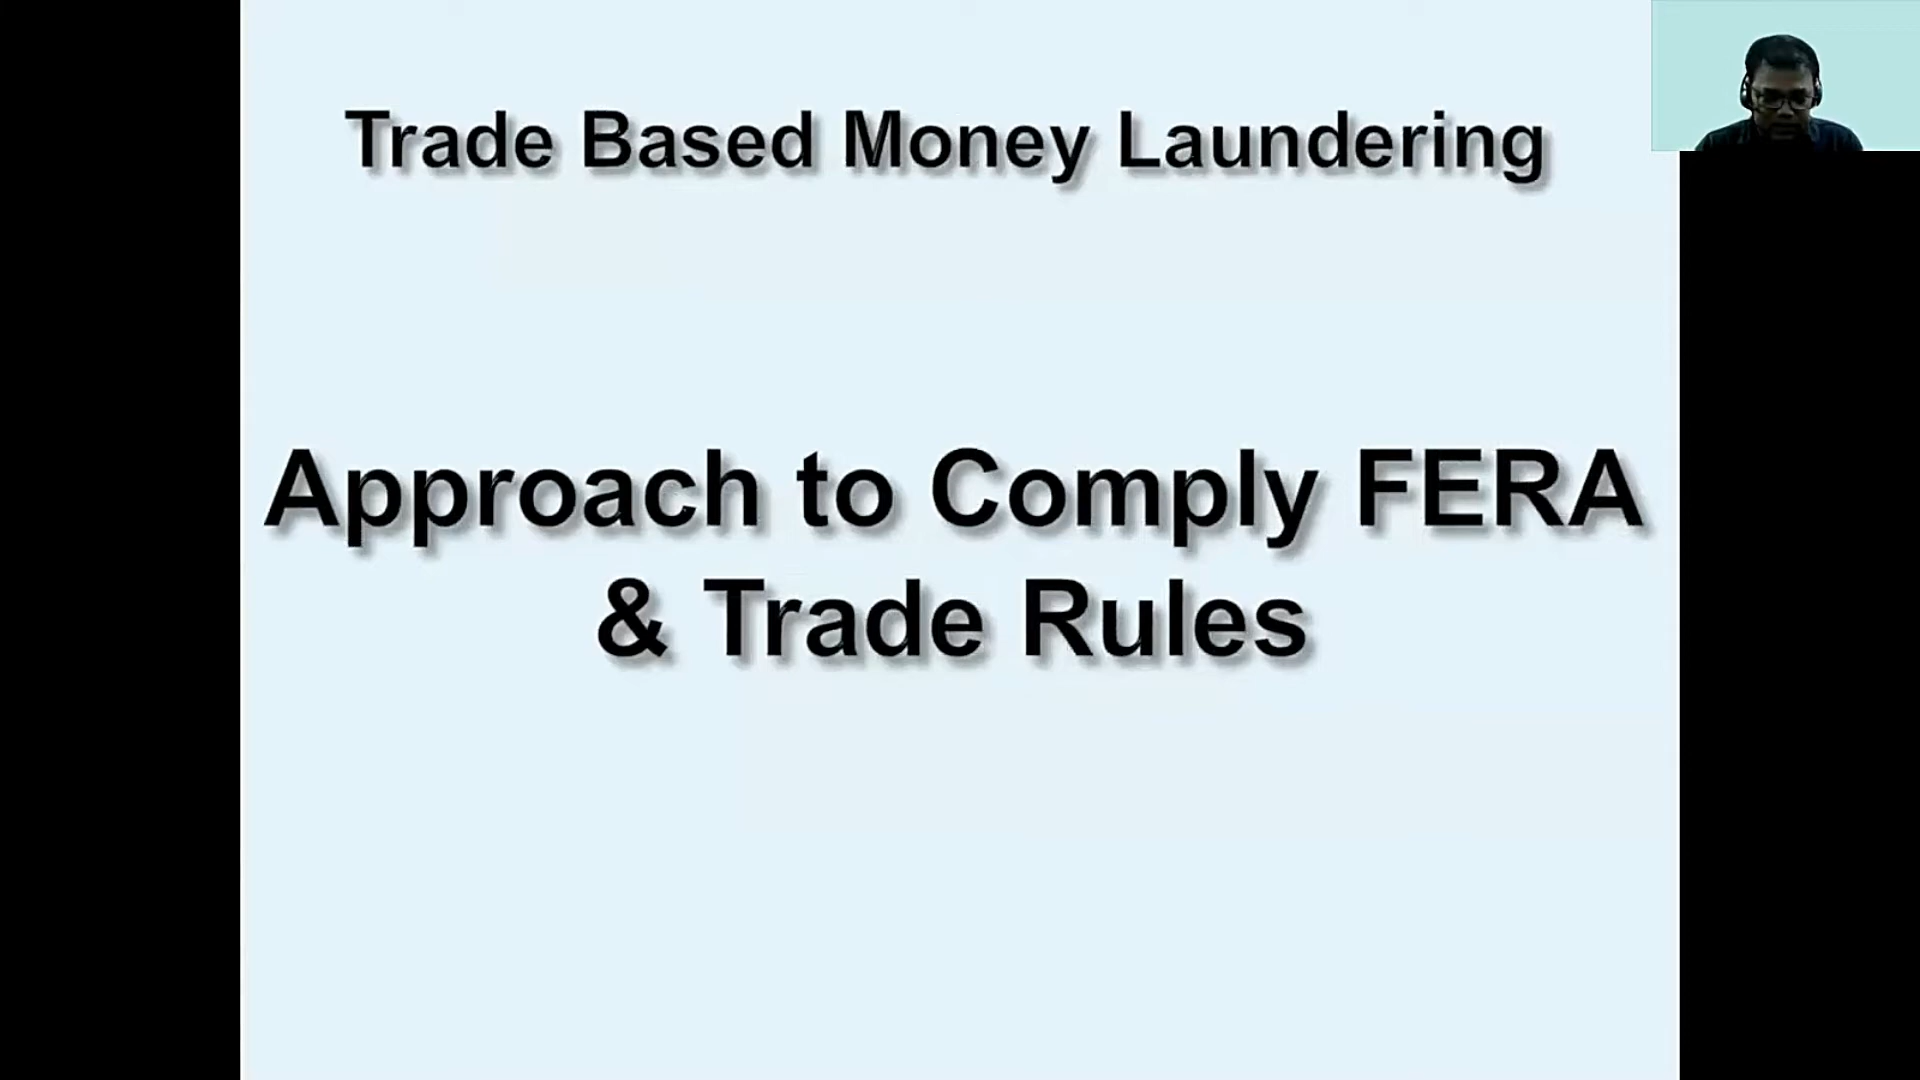 Trade Based Money Laundering
Approach to Comply FERA
& Trade Rules